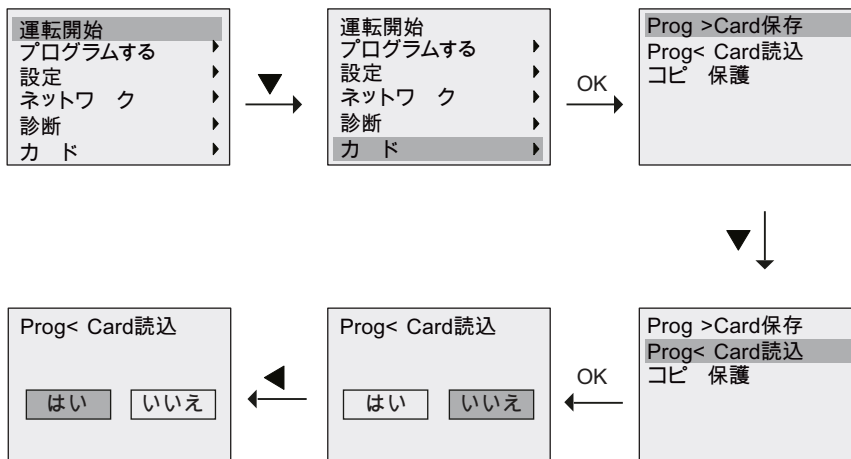 運転開始
プログラムする
設定
ネットワ ク
診断
カ ド
運転開始
プログラムする
設定
ネットワ ク
診断
カ ド
OK
Prog >Card保存
Prog< Card読込
コピ 保護
Prog >Card保存
Prog< Card読込
コピ 保護
OK
Prog< Card読込
はい いいえ
Prog< Card読込
はい いいえ